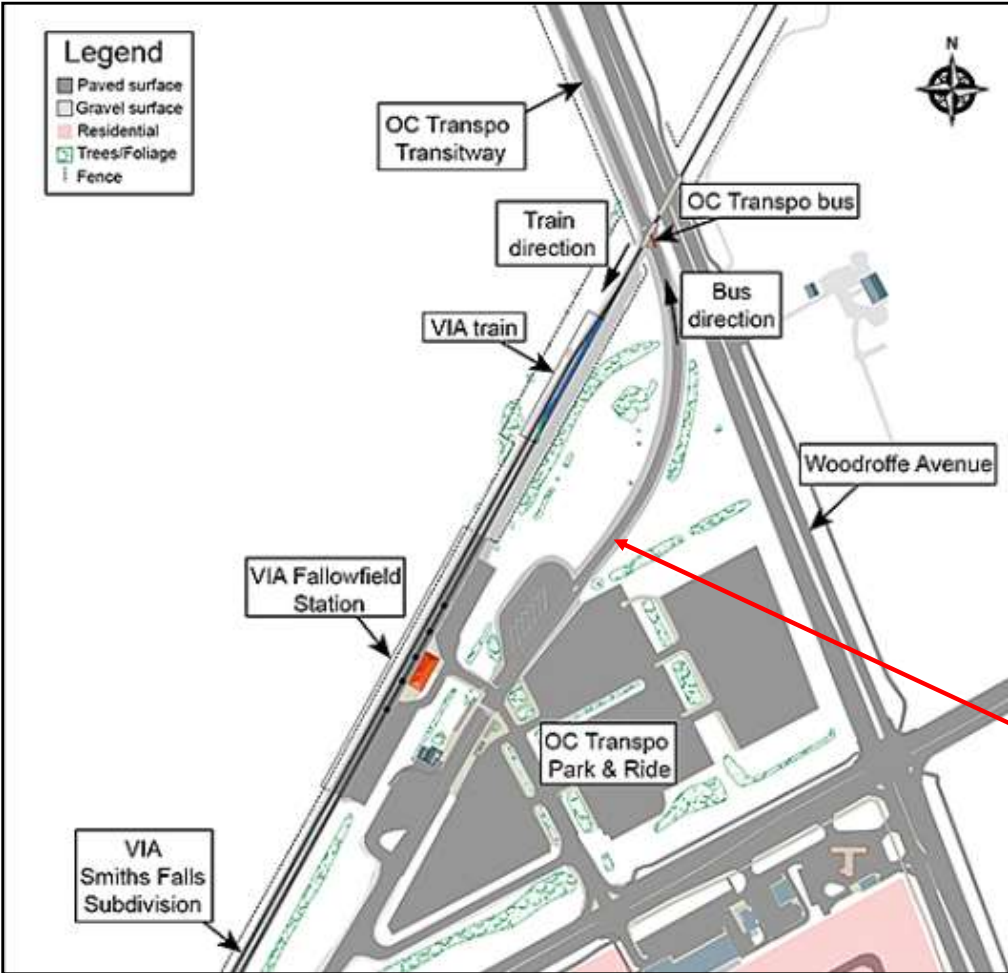 Legend
Paved surface
Gravel surface
Residential
Trees/Foliage
Fence
N
OC Transpo
Transitway
OC Transpo bus
Train
direction
Bus
direction
VIA train
Woodroffe Avenue
VIA Fallowfield
Station
OC Transpo
Park & Ride
VIA
Smiths Falls
Subdivision